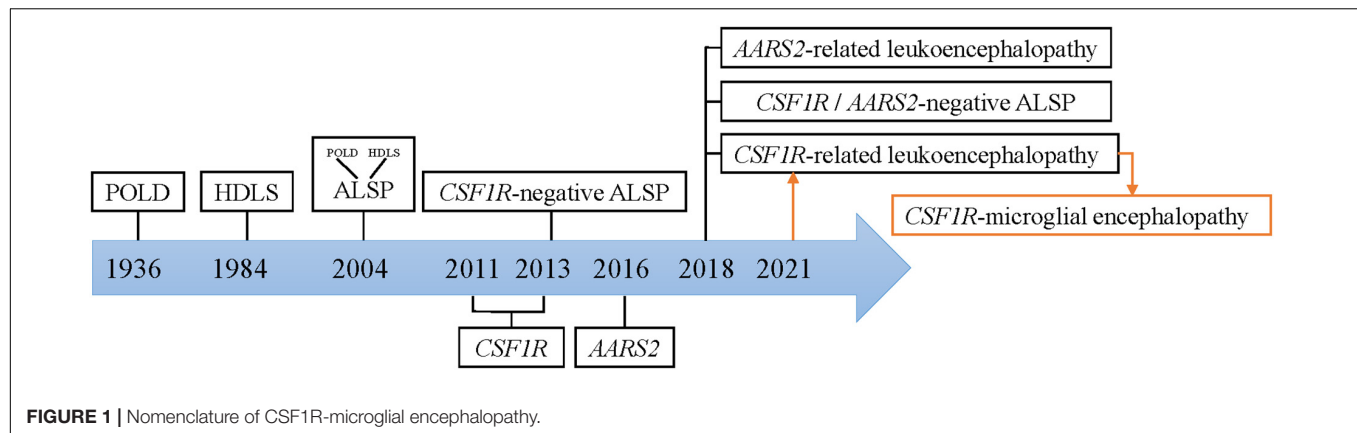 AARS2-related leukoencephalopathy
CSF1R / AARS2-negative ALSP
CSF1R-related leukoencephalopathy
POLD HDLS
ALSP
POLD
HDLS
CSF1R-negative ALSP
CSF1R-microglial encephalopathy
1936 1984 2004 2011 2013 2016 2018 2021
CSF1R
AARS2
FIGURE 1 | Nomenclature of CSF1R-microglial encephalopathy.